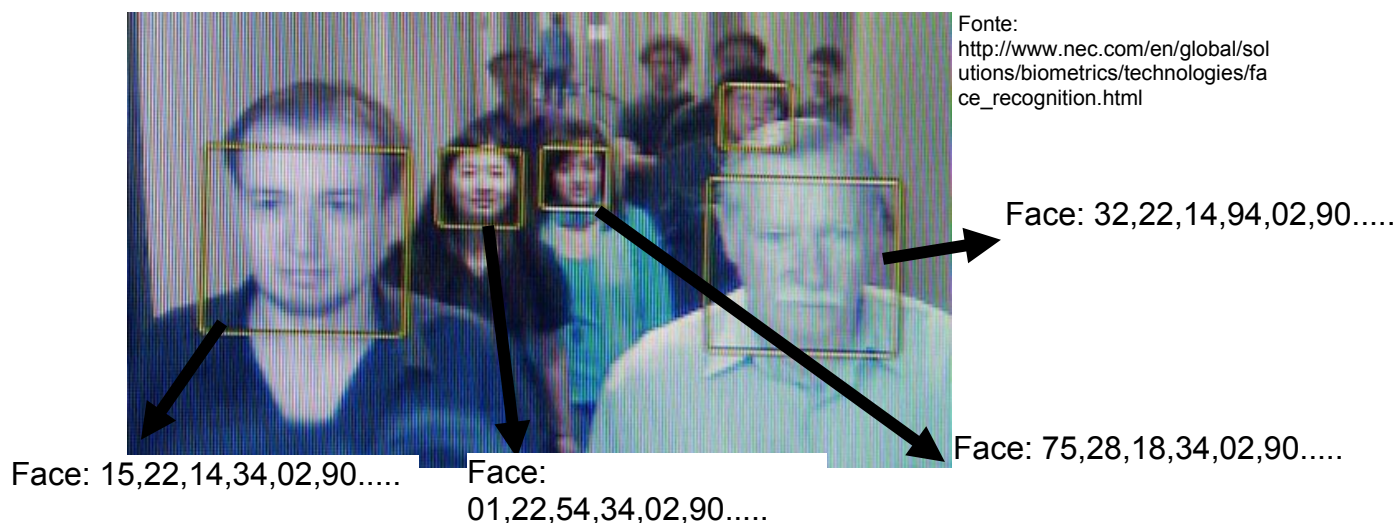 Fonte:
http://www.nec.com/en/global/sol
utions/biometrics/technologies/fa
ce_recognition.html
Face: 32,22,14,94,02,90.....
Face: 75,28,18,34,02,90.....
Face: 15,22,14,34,02,90.....
Face:
01,22,54,34,02,90.....